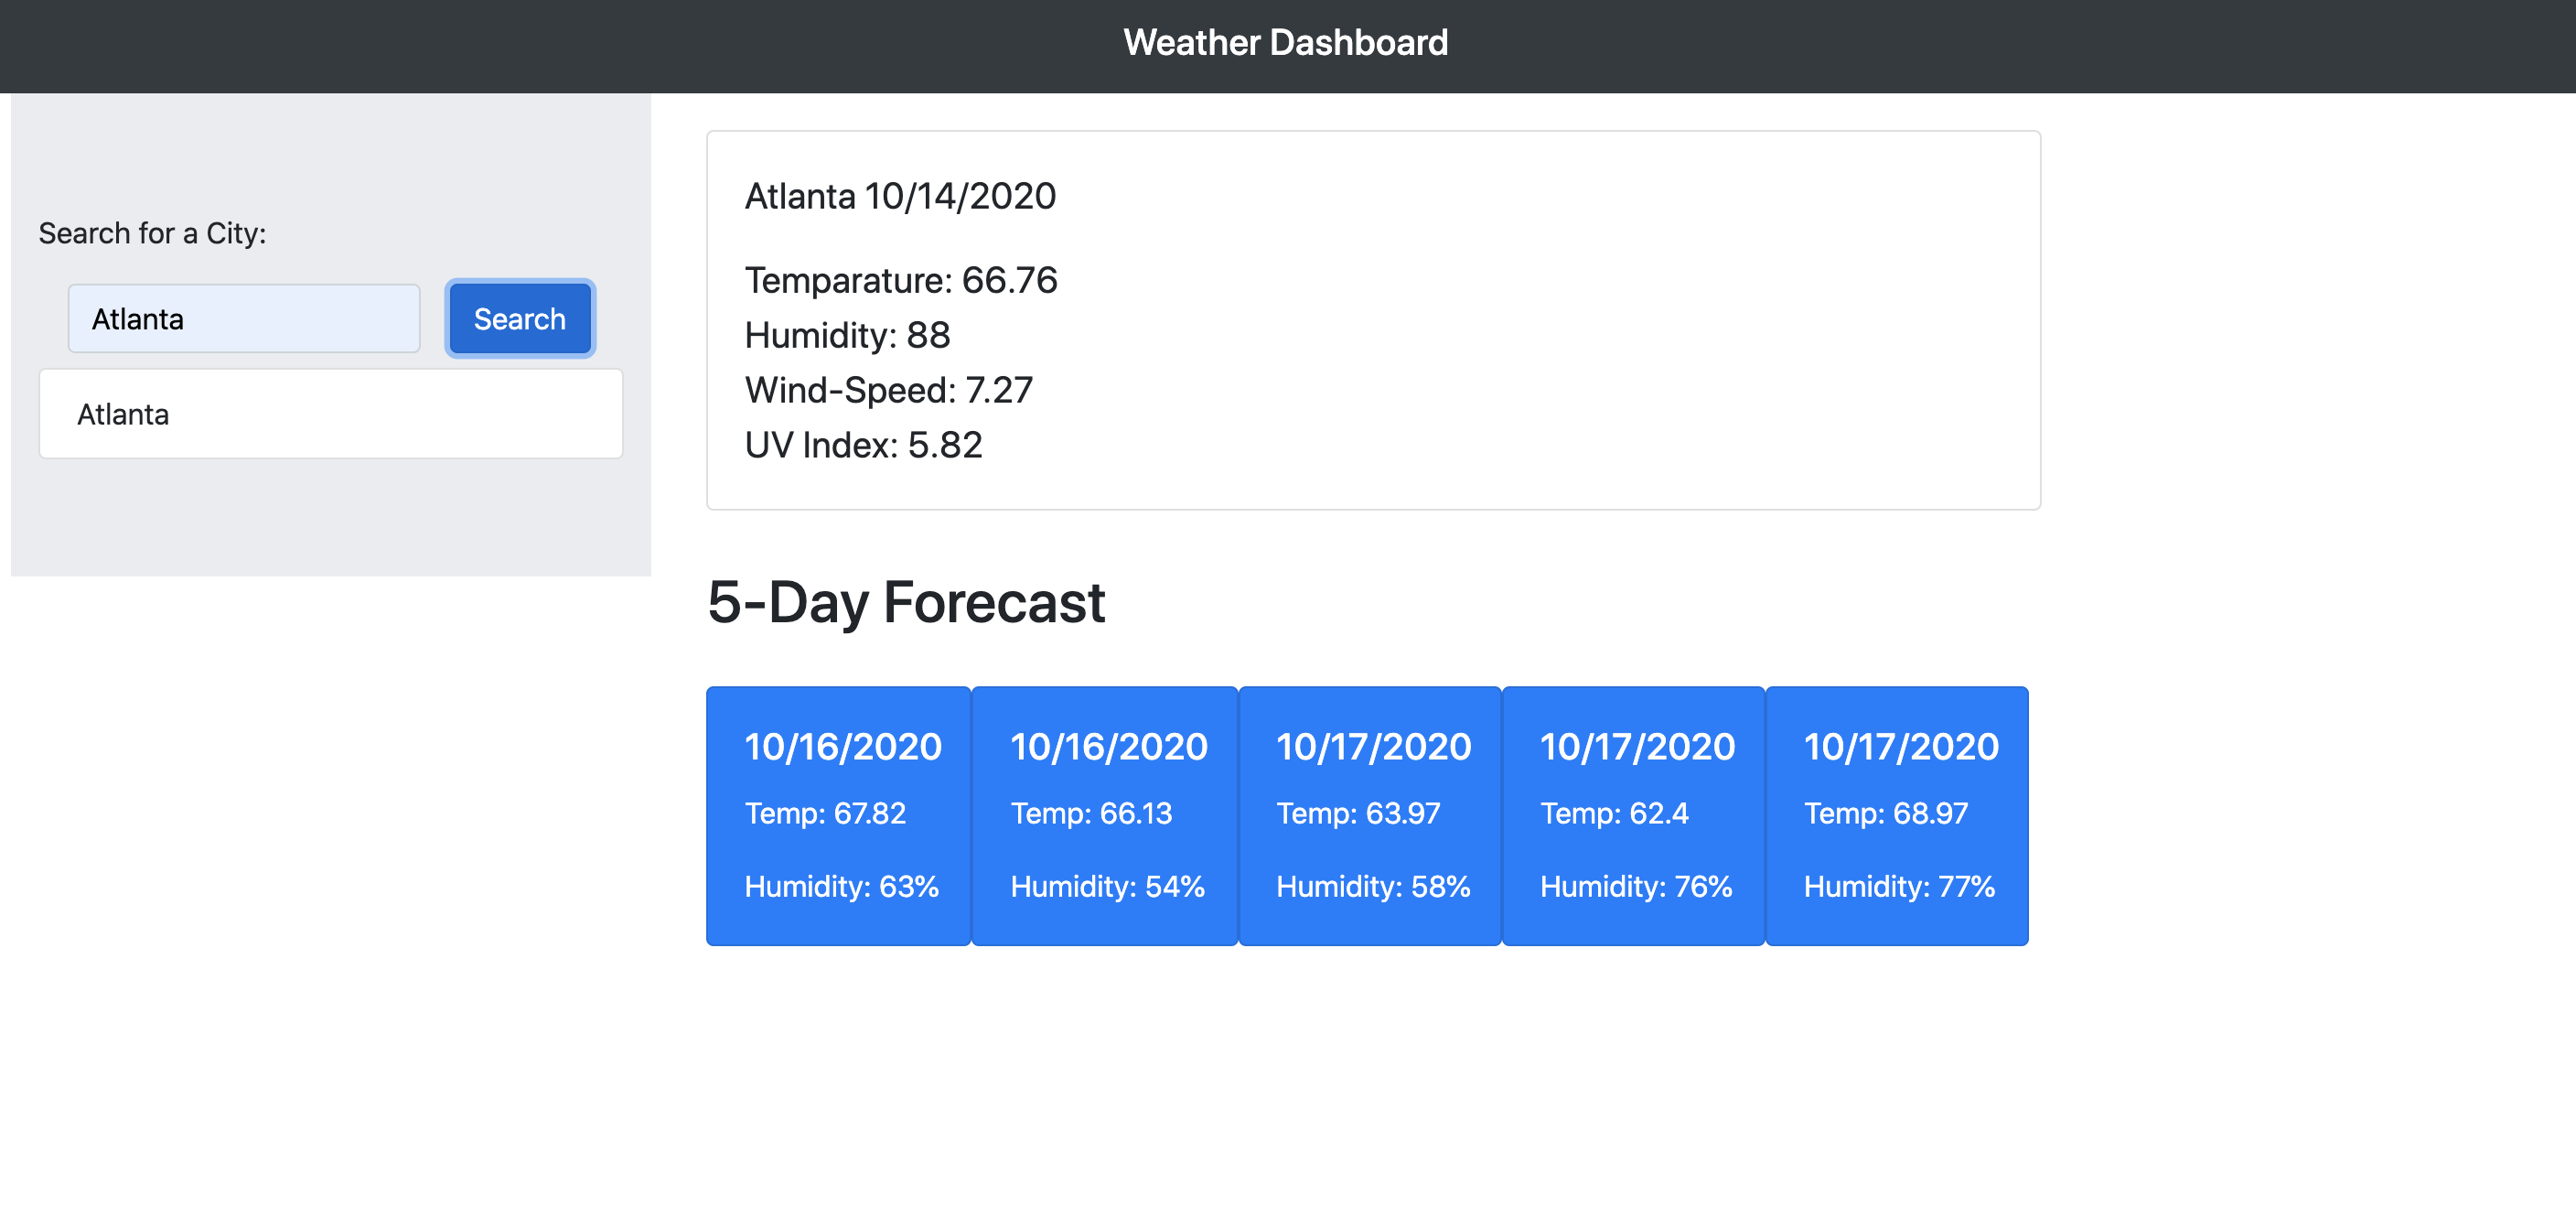 Weather Dashboard
Search for a City:
Atlanta
Search
Atlanta
Atlanta 10/14/2020
Temparature: 66.76
Humidity: 88
Wind-Speed: 7.27
UV Index: 5.82
5-Day Forecast
10/16/2020
Temp: 67.82
Humidity: 63%
10/16/2020
Temp: 66.13
Humidity: 54%
10/17/2020
Temp: 63.97
Humidity: 58%
10/17/2020
Temp: 62.4
Humidity: 76%
10/17/2020
Temp: 68.97
Humidity: 77%